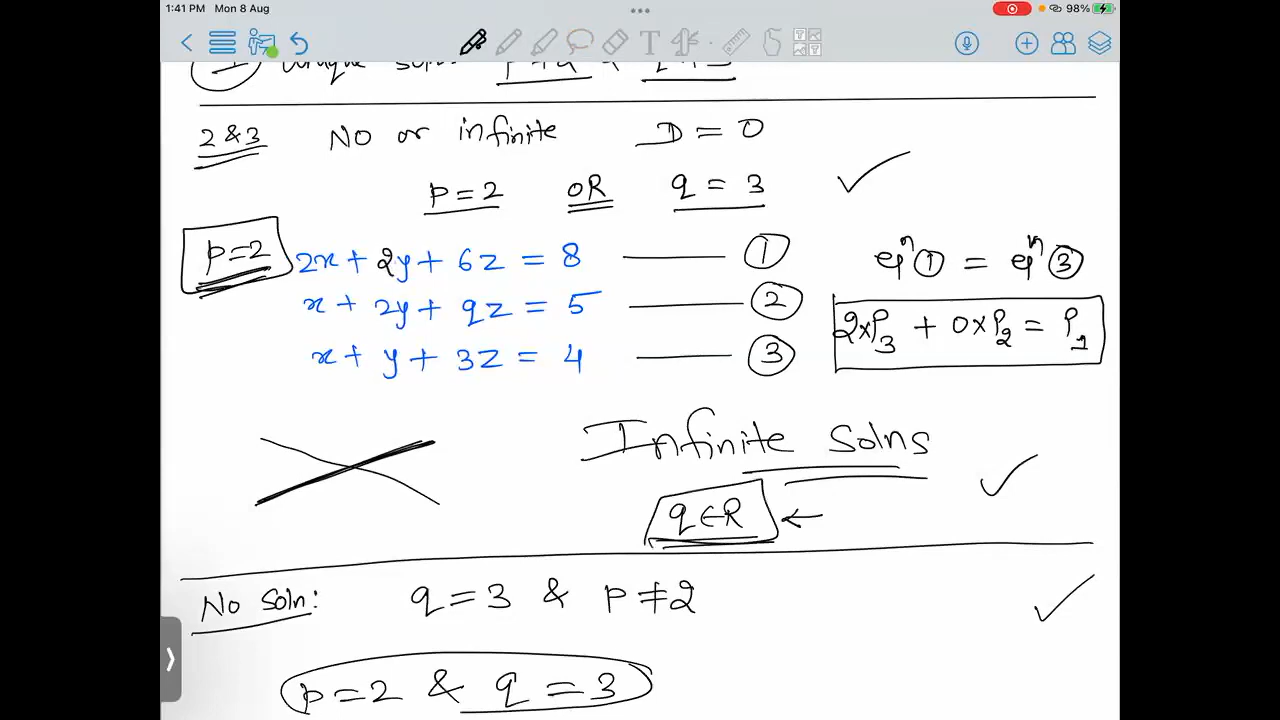 1:41 PM Mon 8 Aug 98%
2 & 3 No or infinite D = 0
p = 2 OR q = 3
p=2 2x + 2y + 6z = 8 ① eqⁿ ① = eqⁿ ③
x + 2y + qz = 5 ② 2×P₃ + 0×P₂ = P₁
x + y + 3z = 4 ③
Infinite solns
q ∈ R ←
No Soln: q = 3 & p ≠ 2
p = 2 & q = 3